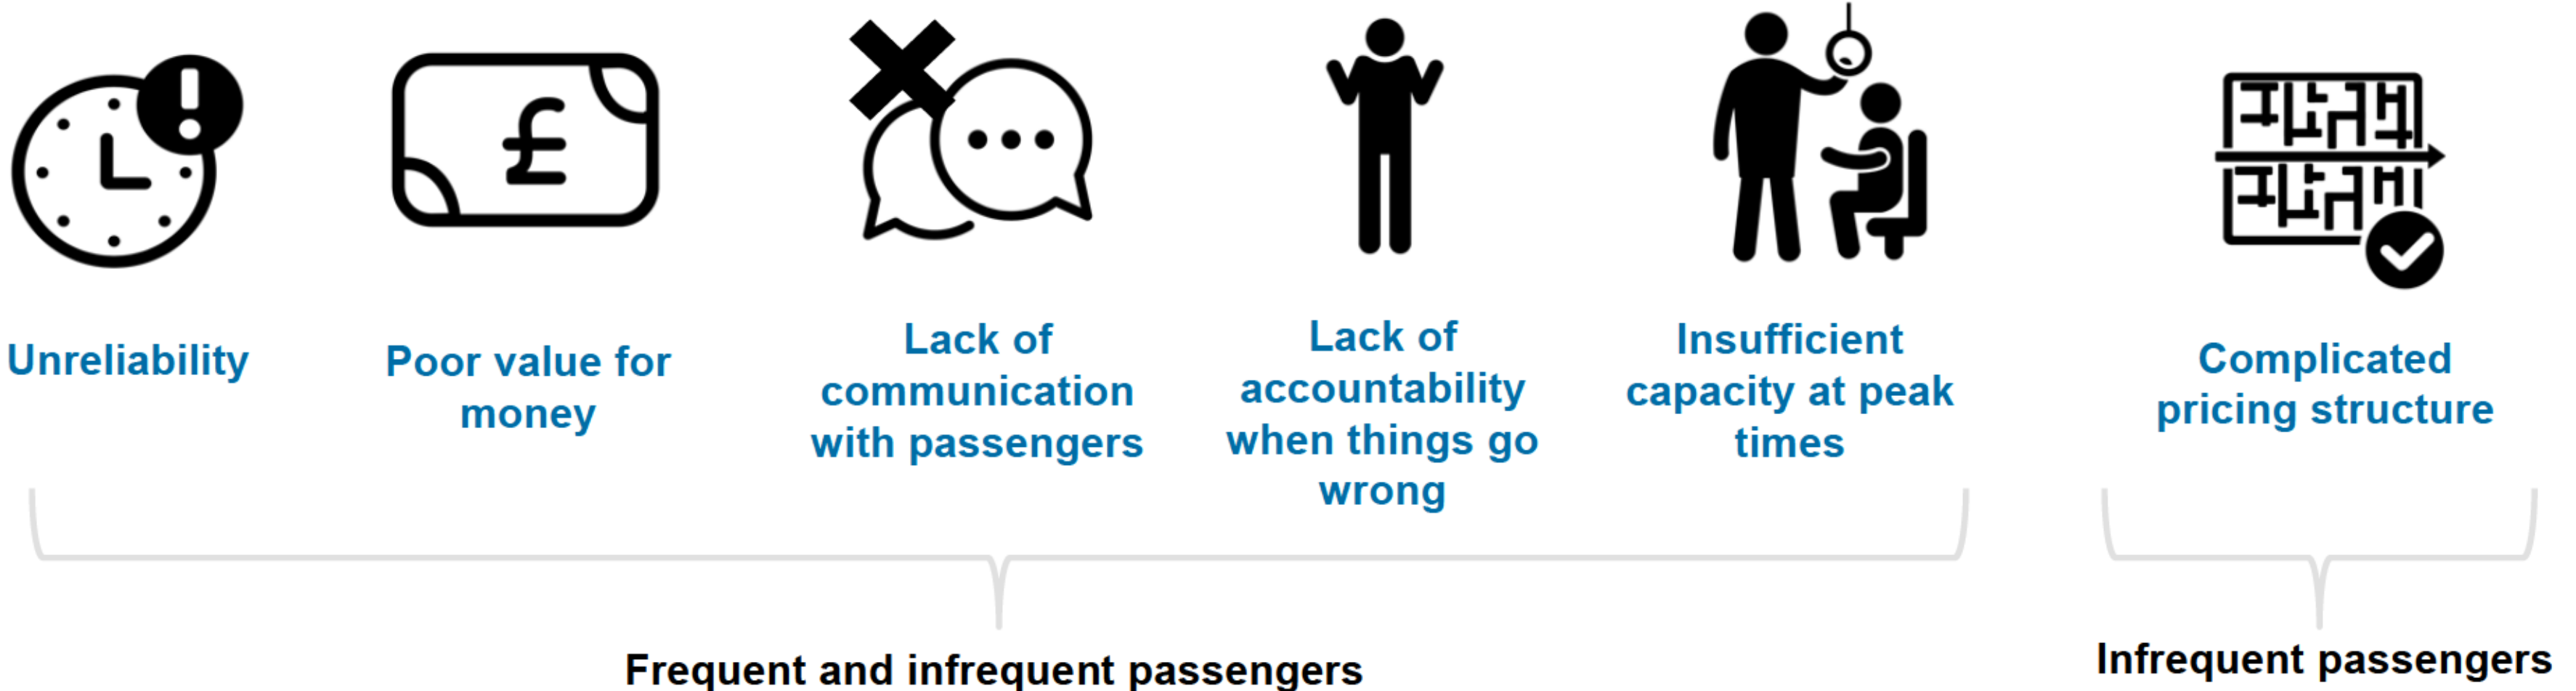 Unreliability
Poor value for
money
Lack of
communication
with passengers
Lack of
accountability
when things go
wrong
Insufficient
capacity at peak
times
Complicated
pricing structure
Frequent and infrequent passengers
Infrequent passengers